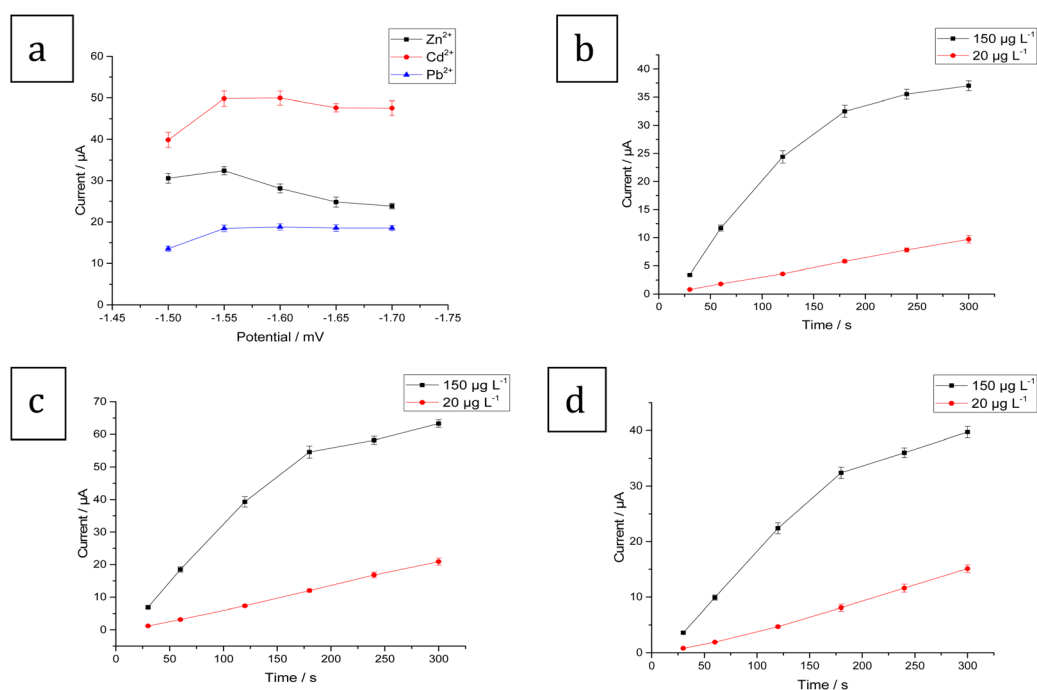 a
Zn²⁺
Cd²⁺
Pb²⁺
60
50
40
30
20
10
0
Current / µA
-1.45 -1.50 -1.55 -1.60 -1.65 -1.70 -1.75
Potential / mV
b
150 µg L⁻¹
20 µg L⁻¹
40
35
30
25
20
15
10
5
0
Current / µA
0 50 100 150 200 250 300
Time / s
c
150 µg L⁻¹
20 µg L⁻¹
70
60
50
40
30
20
10
0
Current / µA
0 50 100 150 200 250 300
Time / s
d
150 µg L⁻¹
20 µg L⁻¹
40
30
20
10
0
Current / µA
0 50 100 150 200 250 300
Time / s